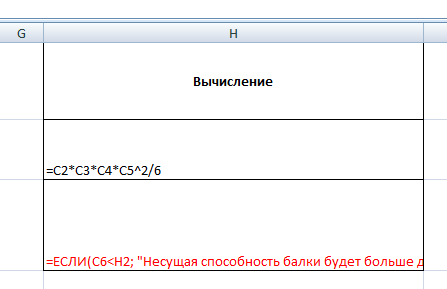 G H
Вычисление
=C2*C3*C4*C5^2/6
=ЕСЛИ(C6<H2; "Несущая способность балки будет больше д